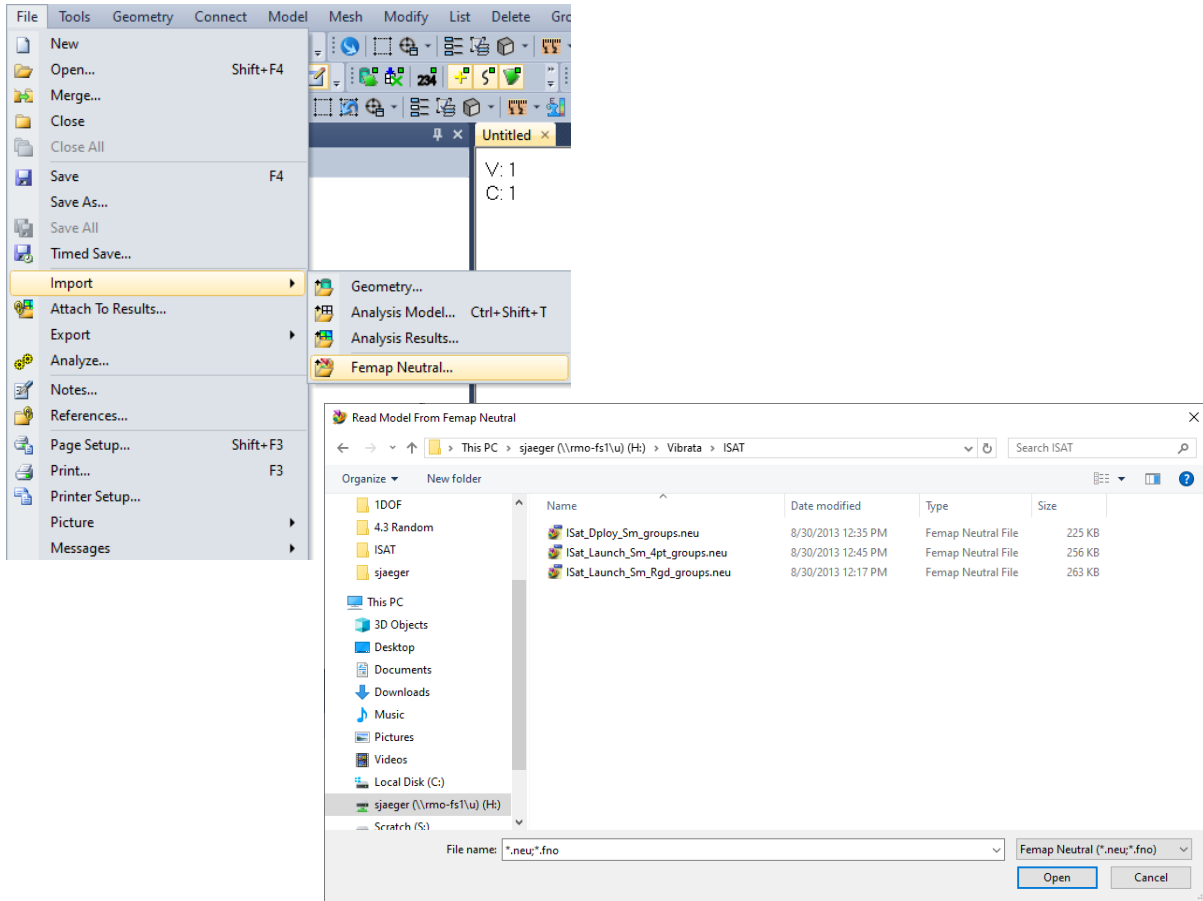 File Tools Geometry Connect Model Mesh Modify List Delete Gro
New
Open... Shift+F4
Merge...
Close
Close All
Save F4
Save As...
Save All
Timed Save...
Import
Attach To Results...
Export
Analyze...
Notes...
References...
Page Setup... Shift+F3
Print... F3
Printer Setup...
Picture
Messages
234
Untitled
V: 1
C: 1
Geometry...
Analysis Model... Ctrl+Shift+T
Analysis Results...
Femap Neutral...
Read Model From Femap Neutral
This PC > sjaeger (\\rmo-fs1\u) (H:) > Vibrata > ISAT
Search ISAT
Organize New folder
1DOF
4.3 Random
ISAT
sjaeger
This PC
3D Objects
Desktop
Documents
Downloads
Music
Pictures
Videos
Local Disk (C:)
sjaeger (\\rmo-fs1\u) (H:)
Scratch (S:)
Name Date modified Type Size
ISat_Dploy_Sm_groups.neu 8/30/2013 12:35 PM Femap Neutral File 225 KB
ISat_Launch_Sm_4pt_groups.neu 8/30/2013 12:45 PM Femap Neutral File 256 KB
ISat_Launch_Sm_Rgd_groups.neu 8/30/2013 12:17 PM Femap Neutral File 263 KB
File name: *.neu;*.fno Femap Neutral (*.neu;*.fno)
Open Cancel